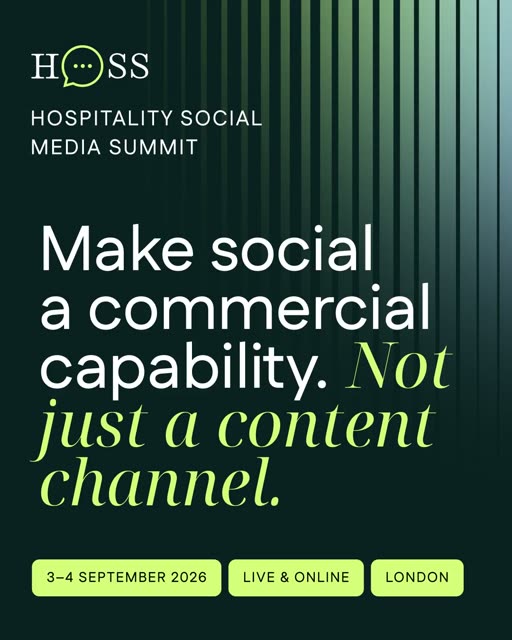 HOSS
HOSPITALITY SOCIAL
MEDIA SUMMIT
Make social
a commercial
capability. Not
just a content
channel.
3–4 SEPTEMBER 2026
LIVE & ONLINE
LONDON